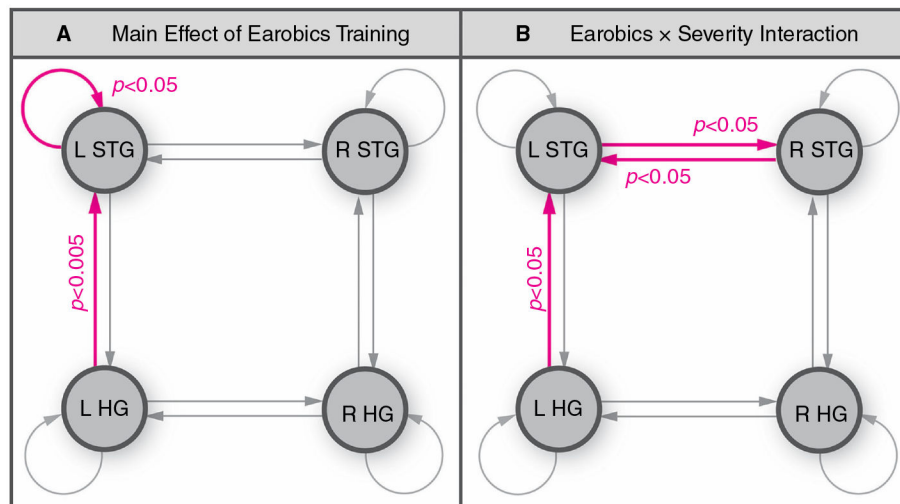 A Main Effect of Earobics Training
B Earobics × Severity Interaction
p<0.05
L STG
R STG
p<0.005
L HG
R HG
p<0.05
L STG
R STG
p<0.05
p<0.05
L HG
R HG